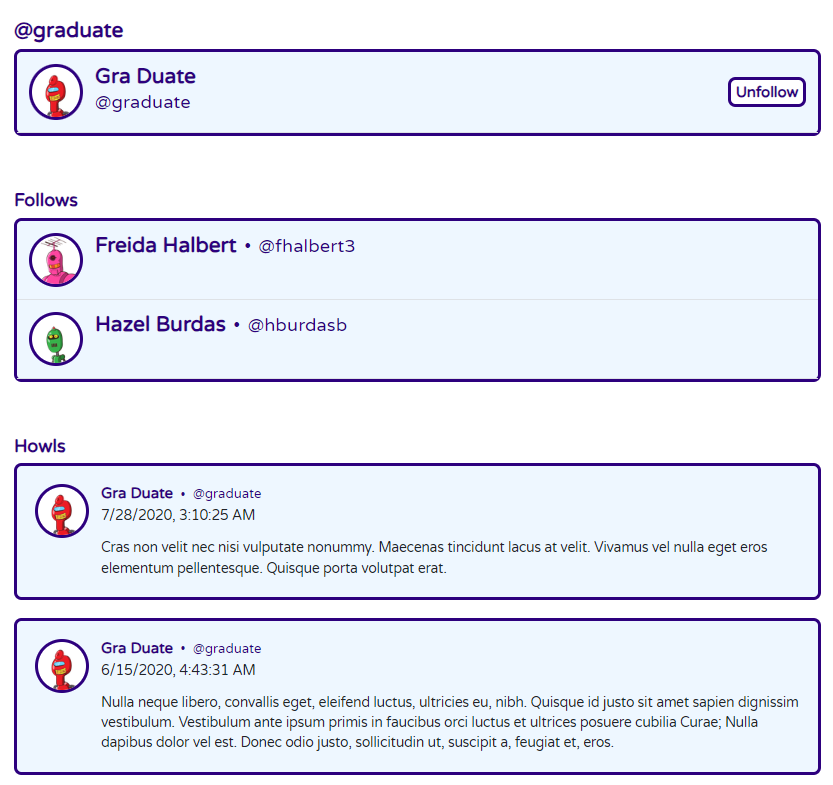 @graduate
Gra Duate
@graduate
Unfollow
Follows
Freida Halbert • @fhalbert3
Hazel Burdas • @hburdasb
Howls
Gra Duate • @graduate
7/28/2020, 3:10:25 AM
Cras non velit nec nisi vulputate nonummy. Maecenas tincidunt lacus at velit. Vivamus vel nulla eget eros
elementum pellentesque. Quisque porta volutpat erat.
Gra Duate • @graduate
6/15/2020, 4:43:31 AM
Nulla neque libero, convallis eget, eleifend luctus, ultricies eu, nibh. Quisque id justo sit amet sapien dignissim
vestibulum. Vestibulum ante ipsum primis in faucibus orci luctus et ultrices posuere cubilia Curae; Nulla
dapibus dolor vel est. Donec odio justo, sollicitudin ut, suscipit a, feugiat et, eros.